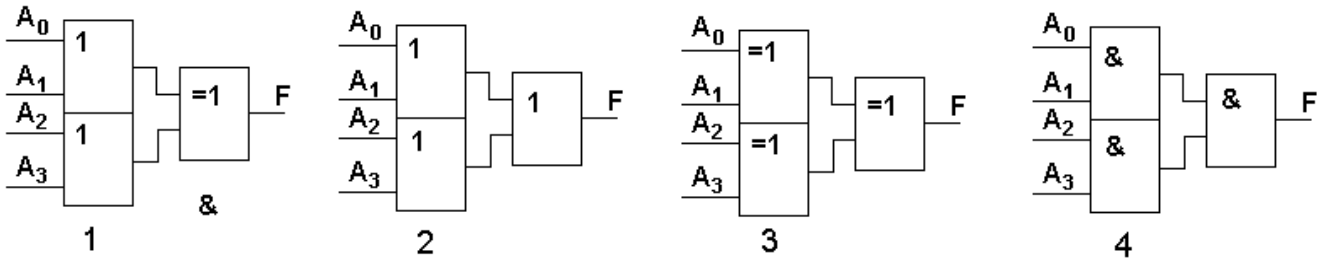 A0 1 A1 A2 1 A3 =1 F & 1
A0 1 A1 A2 1 A3 1 F 2
A0 =1 A1 A2 =1 A3 =1 F 3
A0 & A1 A2 & A3 & F 4